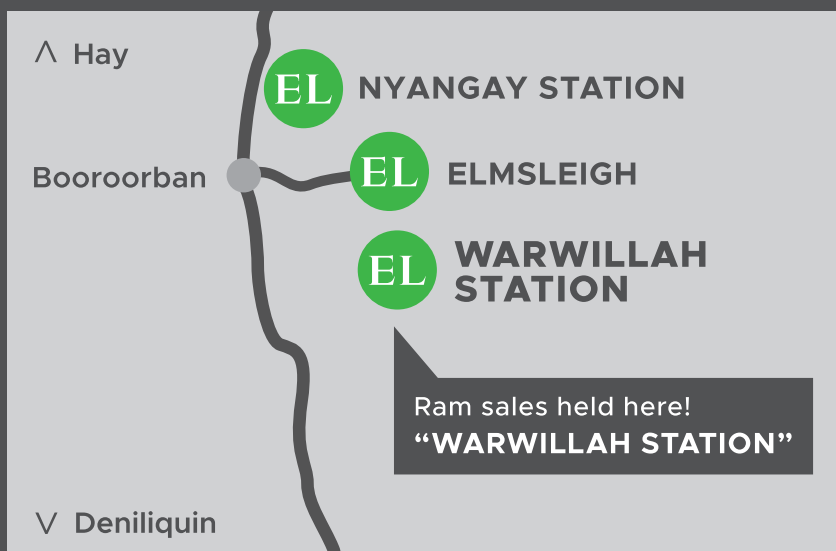 ∧ Hay
EL NYANGAY STATION
Booroorban
EL ELMSLEIGH
EL WARWILLAH
STATION
Ram sales held here!
“WARWILLAH STATION”
∨ Deniliquin